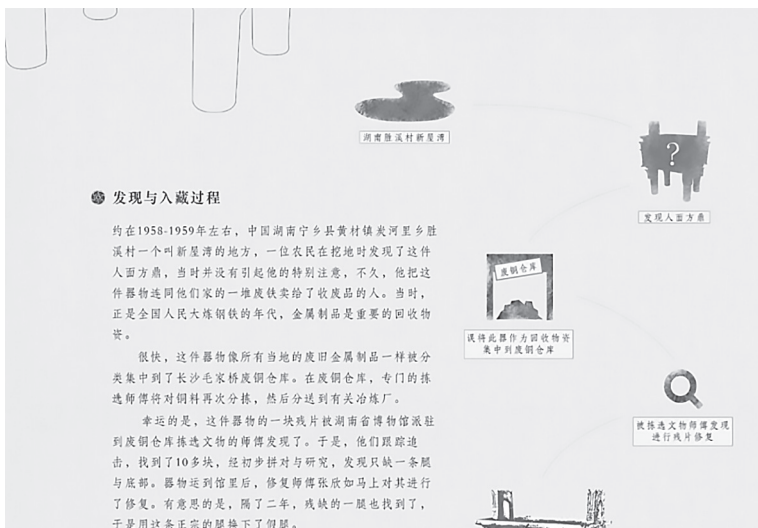 湖南胜溪村新屋湾
?
发现人面方鼎
发现与入藏过程
约在1958-1959年左右，中国湖南宁乡县黄材镇炭河里乡胜
溪村一个叫新屋湾的地方，一位农民在挖地时发现了这件
人面方鼎，当时并没有引起他的特别注意，不久，他把这
件器物连同他们家的一堆废铁卖给了收废品的人。当时，
正是全国人民大炼钢铁的年代，金属制品是重要的回收物
资。
很快，这件器物像所有当地的废旧金属制品一样被分
类集中到了长沙毛家桥废铜仓库。在废铜仓库，专门的拣
选师傅将对铜料再次分拣，然后分送到有关冶炼厂。
幸运的是，这件器物的一块残片被湖南省博物馆派驻
到废铜仓库拣选文物的师傅发现了。于是，他们跟踪追
击，找到了10多块，经初步拼对与研究，发现只缺一条腿
与底部。器物运到馆里后，修复师傅张欣如马上对其进行
了修复。有意思的是，隔了二年，残缺的一腿也找到了，
于是用这条正宗的腿换下了假腿。
废铜仓库
误将此器作为回收物资
集中到废铜仓库
被拣选文物师傅发现
进行残片修复